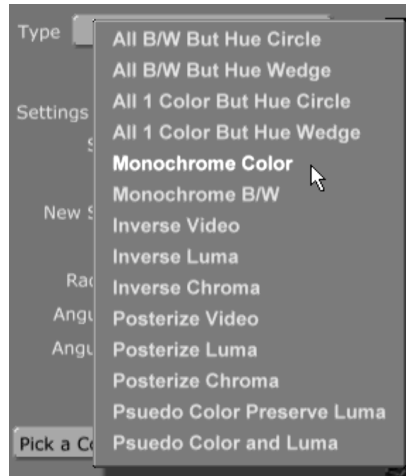 Type
All B/W But Hue Circle
All B/W But Hue Wedge
Settings
All 1 Color But Hue Circle
All 1 Color But Hue Wedge
Monochrome Color
Monochrome B/W
New
Inverse Video
Inverse Luma
Inverse Chroma
Posterize Video
Posterize Luma
Posterize Chroma
Psuedo Color Preserve Luma
Pick a
Psuedo Color and Luma